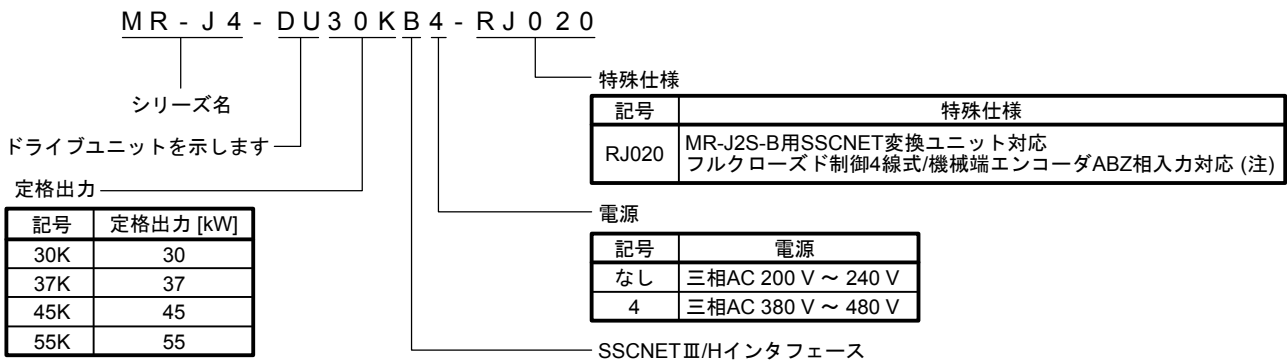 MR-J4-DU30KB4-RJ020
シリーズ名
ドライブユニットを示します
定格出力
記号 定格出力 [kW]
30K 30
37K 37
45K 45
55K 55
特殊仕様
記号 特殊仕様
RJ020 MR-J2S-B用SSCNET変換ユニット対応
フルクローズド制御4線式/機械端エンコーダABZ相入力対応 (注)
電源
記号 電源
なし 三相AC 200 V ～ 240 V
4 三相AC 380 V ～ 480 V
SSCNETⅢ/Hインタフェース